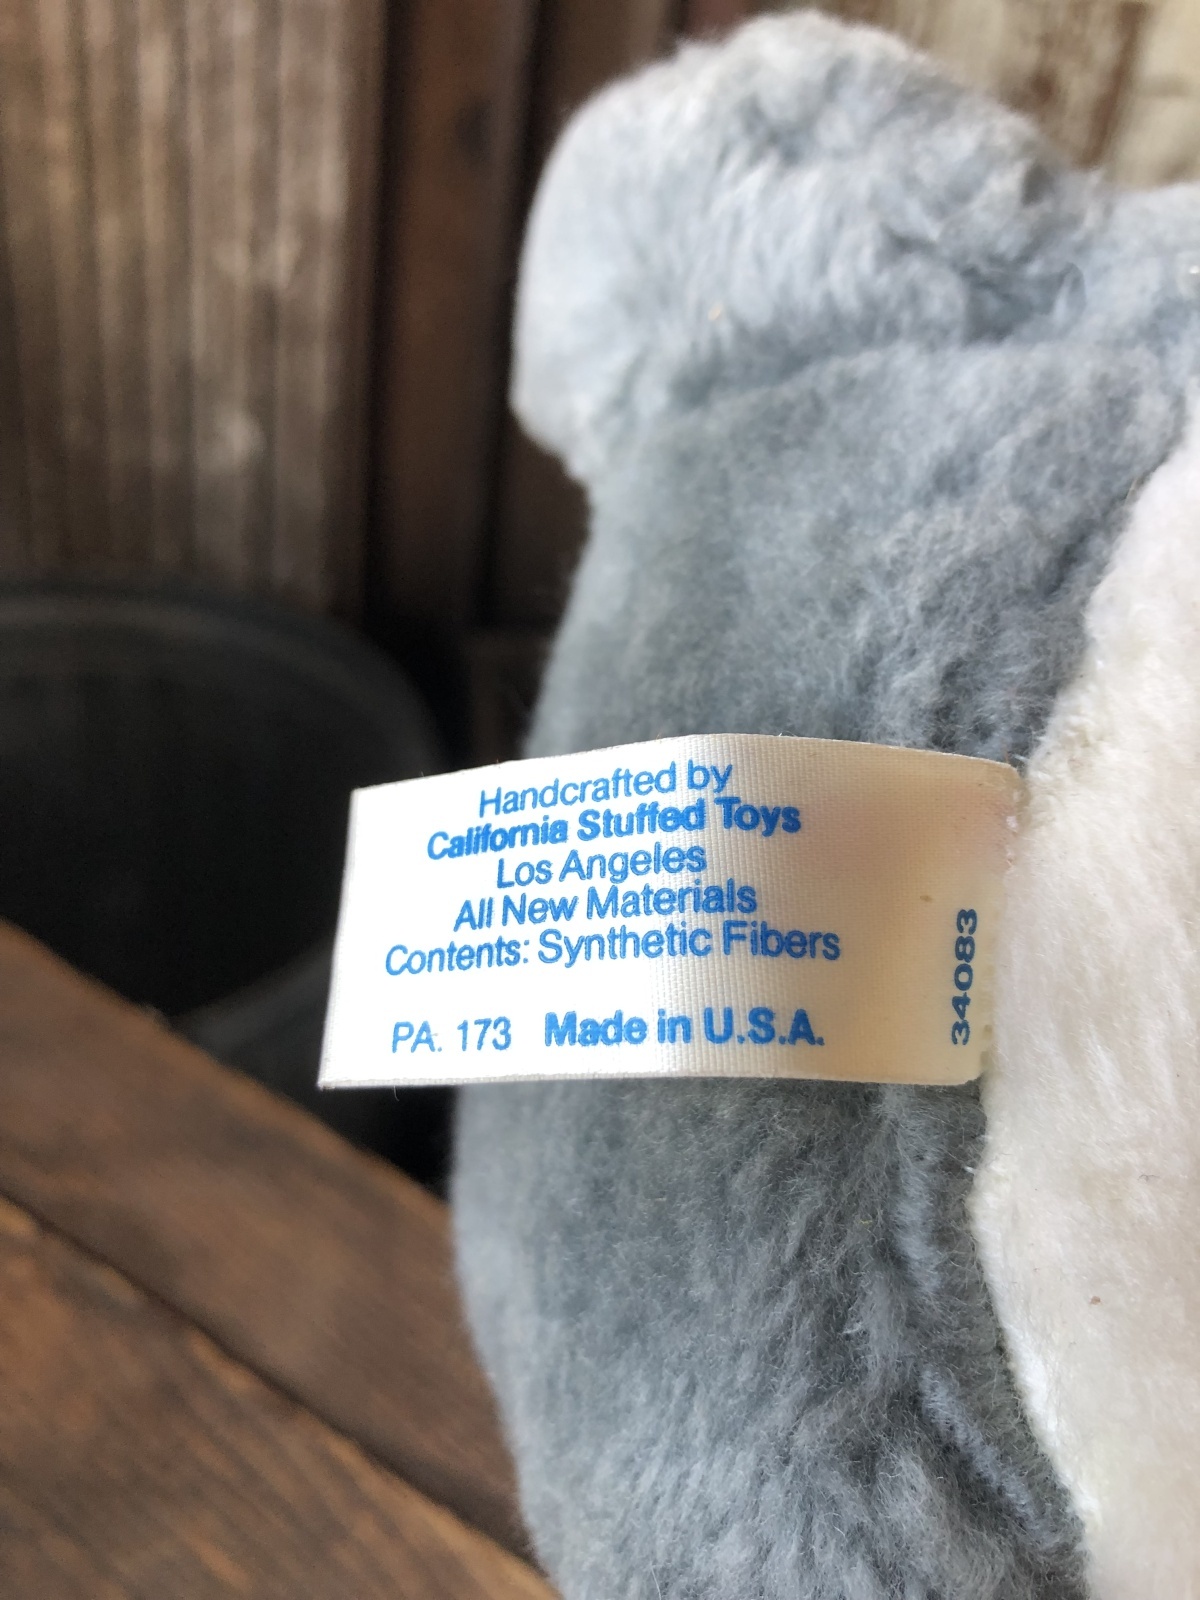 Handcrafted by
California Stuffed Toys
Los Angeles
All New Materials
Contents: Synthetic Fibers
PA. 173 Made in U.S.A.
34083